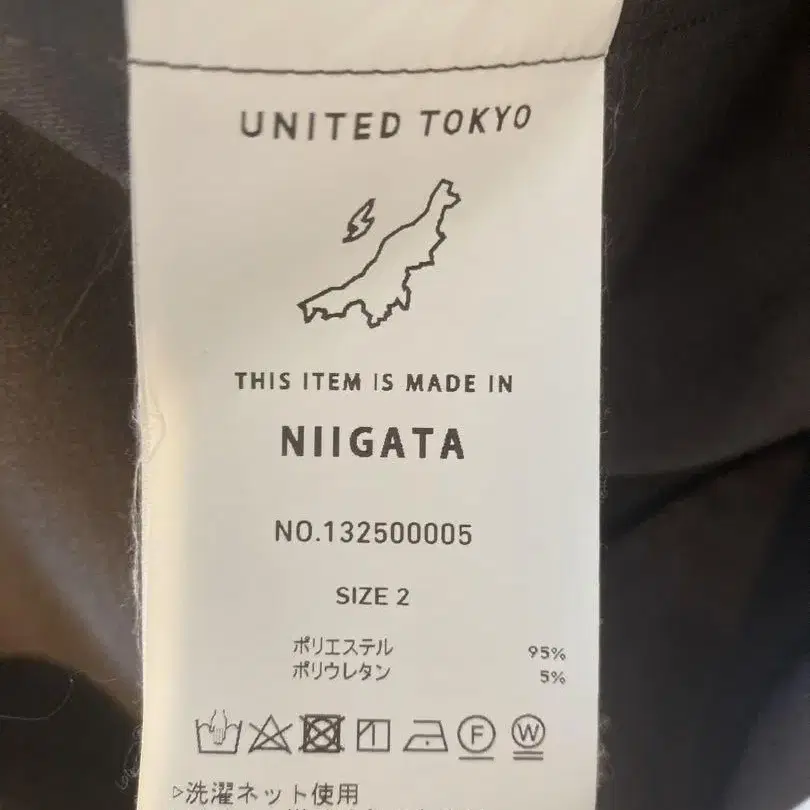 UNITED TOKYO
THIS ITEM IS MADE IN
NIIGATA
NO.132500005
SIZE 2
ポリエステル 95%
ポリウレタン 5%
F W
▷洗濯ネット使用